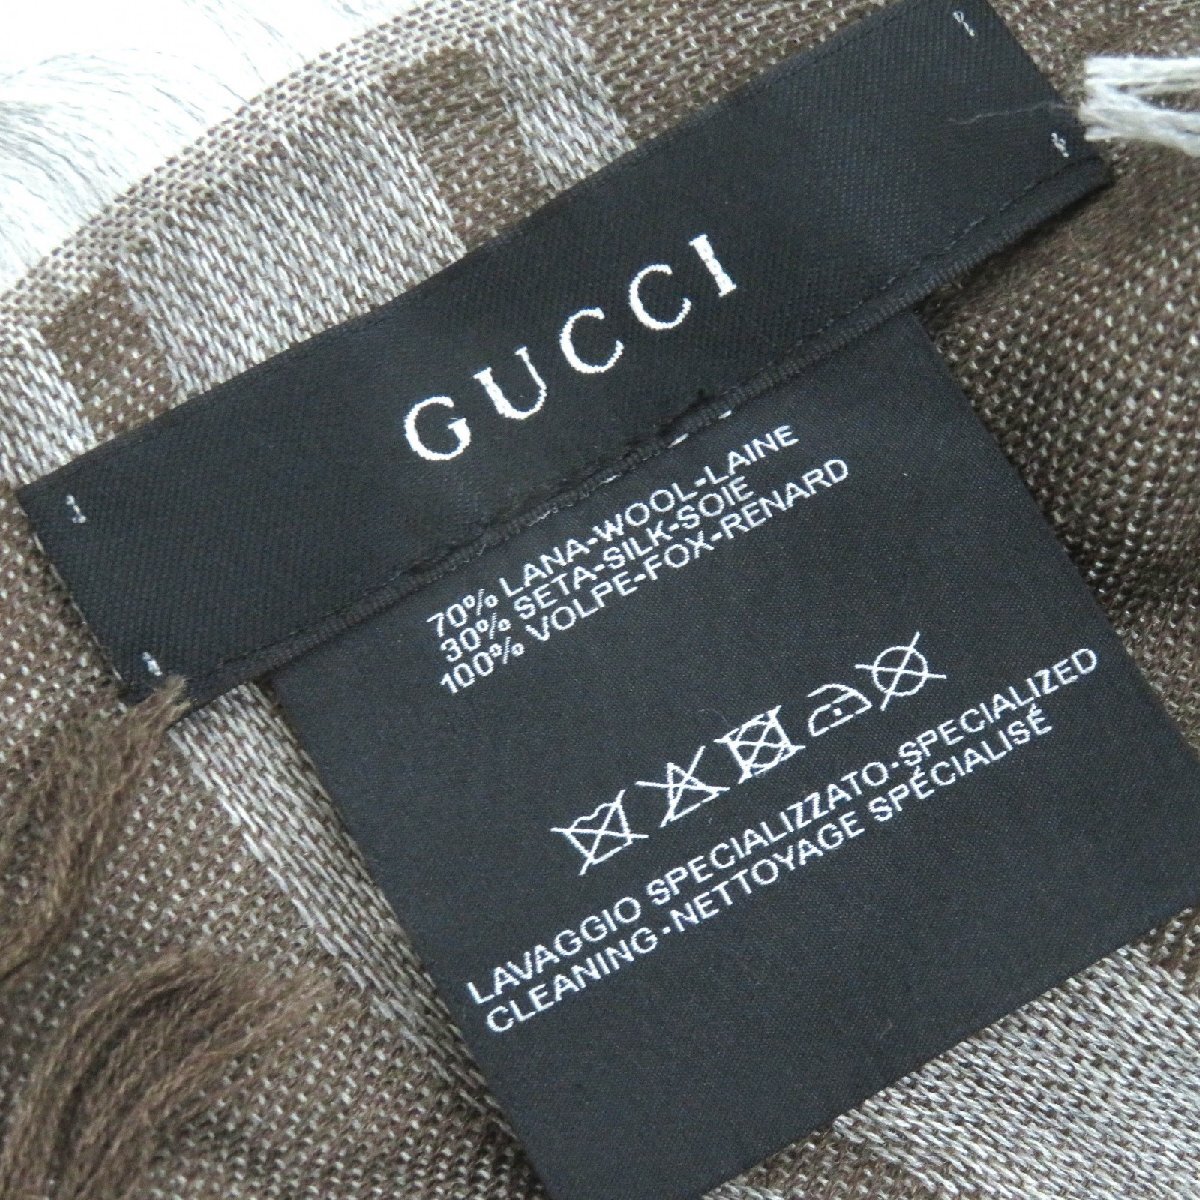 GUCCI
70% LANA-WOOL-LAINE
30% SETA-SILK-SOIE
100% VOLPE-FOX-RENARD
LAVAGGIO SPECIALIZZATO-SPECIALIZED
CLEANING-NETTOYAGE SPÉCIALISÉ